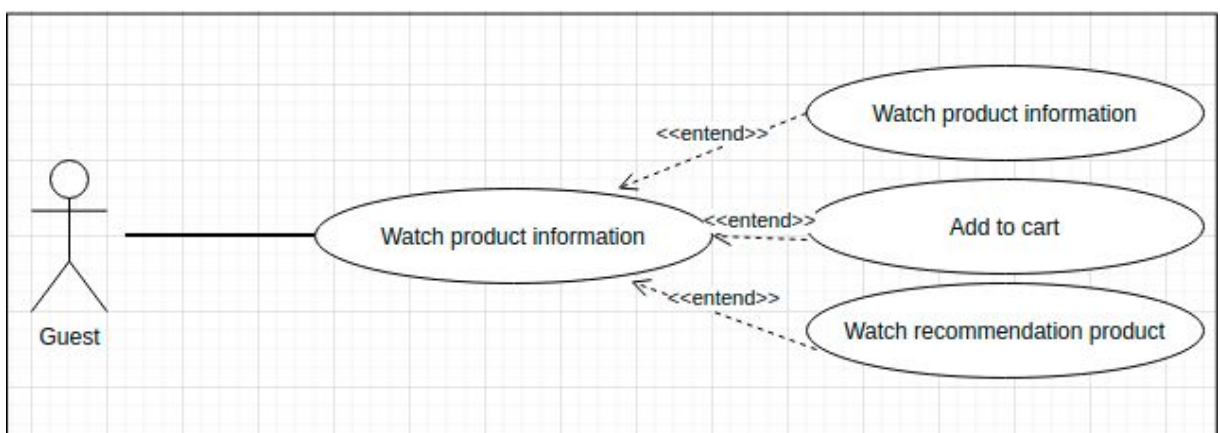 Watch product information
<<entend>>
<<entend>>
Add to cart
Watch product information
<<entend>>
Watch recommendation product
Guest